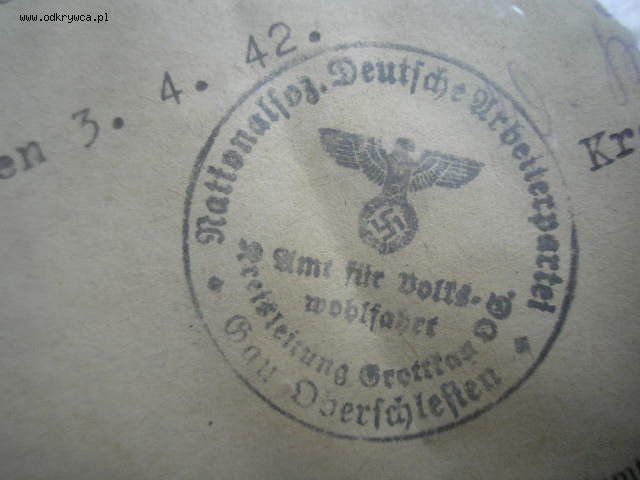 www.odkrywca.pl
en 3. 4. 42.
Kr
Nationalsoz. Deutsche Arbeiterpartei
Amt für Volks-
wohlfahrt
Kreisleitung Grottkau OS
Gau Oberschlesien